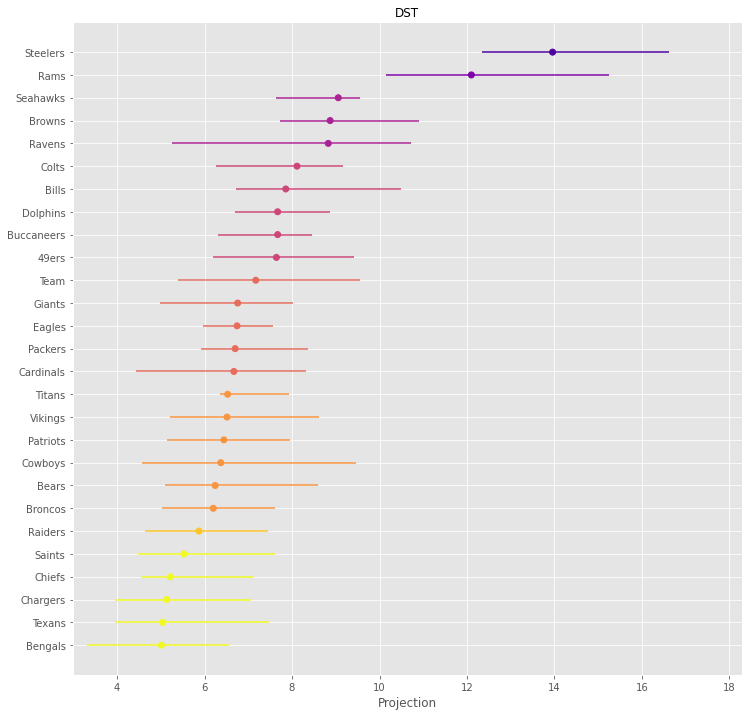 DST
Steelers
Rams
Seahawks
Browns
Ravens
Colts
Bills
Dolphins
Buccaneers
49ers
Team
Giants
Eagles
Packers
Cardinals
Titans
Vikings
Patriots
Cowboys
Bears
Broncos
Raiders
Saints
Chiefs
Chargers
Texans
Bengals
4 6 8 10 12 14 16 18
Projection